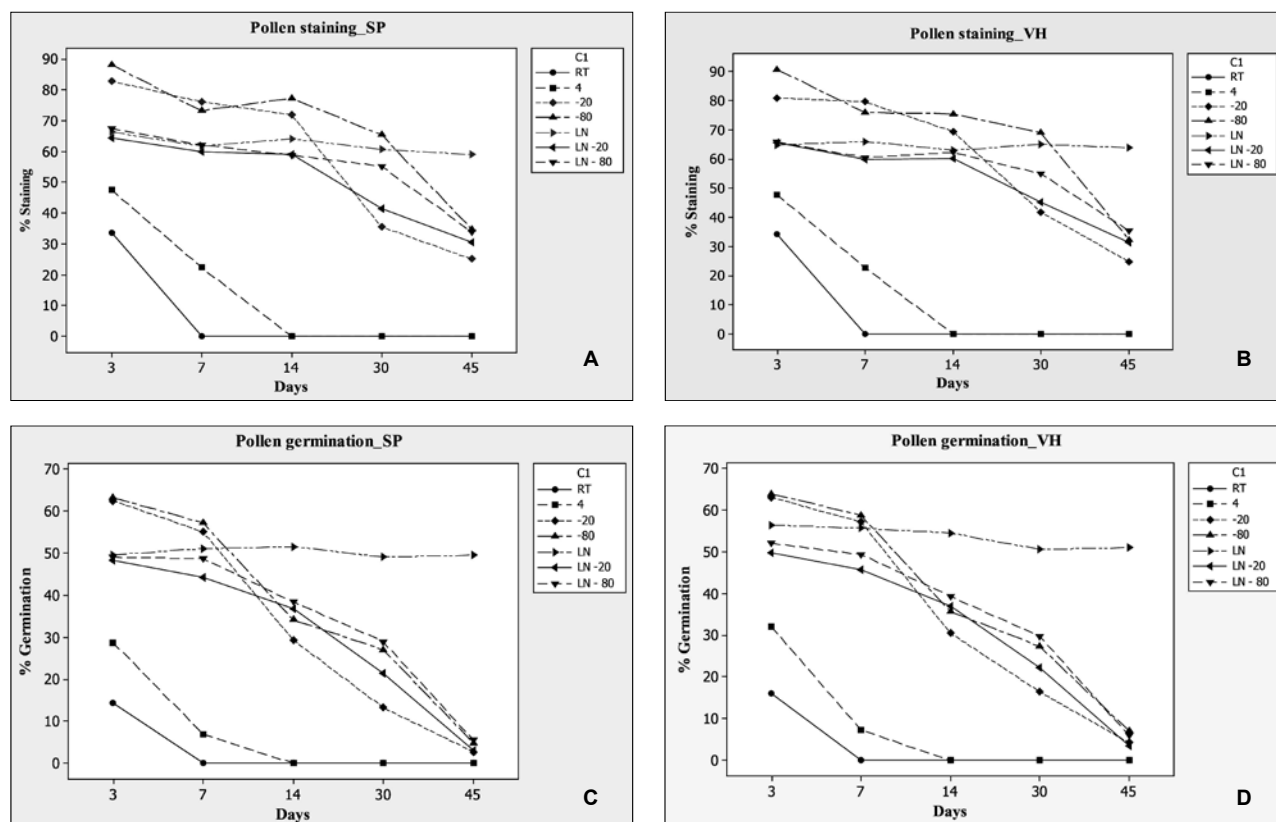 Pollen staining_SP
% Staining
90
80
70
60
50
40
30
20
10
0
3 7 14 30 45
Days
C1
RT
4
-20
-80
LN
LN -20
LN - 80
A
Pollen staining_VH
% Staining
90
80
70
60
50
40
30
20
10
0
3 7 14 30 45
Days
C1
RT
4
-20
-80
LN
LN -20
LN - 80
B
Pollen germination_SP
% Germination
70
60
50
40
30
20
10
0
3 7 14 30 45
Days
C1
RT
4
-20
-80
LN
LN -20
LN - 80
C
Pollen germination_VH
% Germination
70
60
50
40
30
20
10
0
3 7 14 30 45
Days
C1
RT
4
-20
-80
LN
LN -20
LN - 80
D